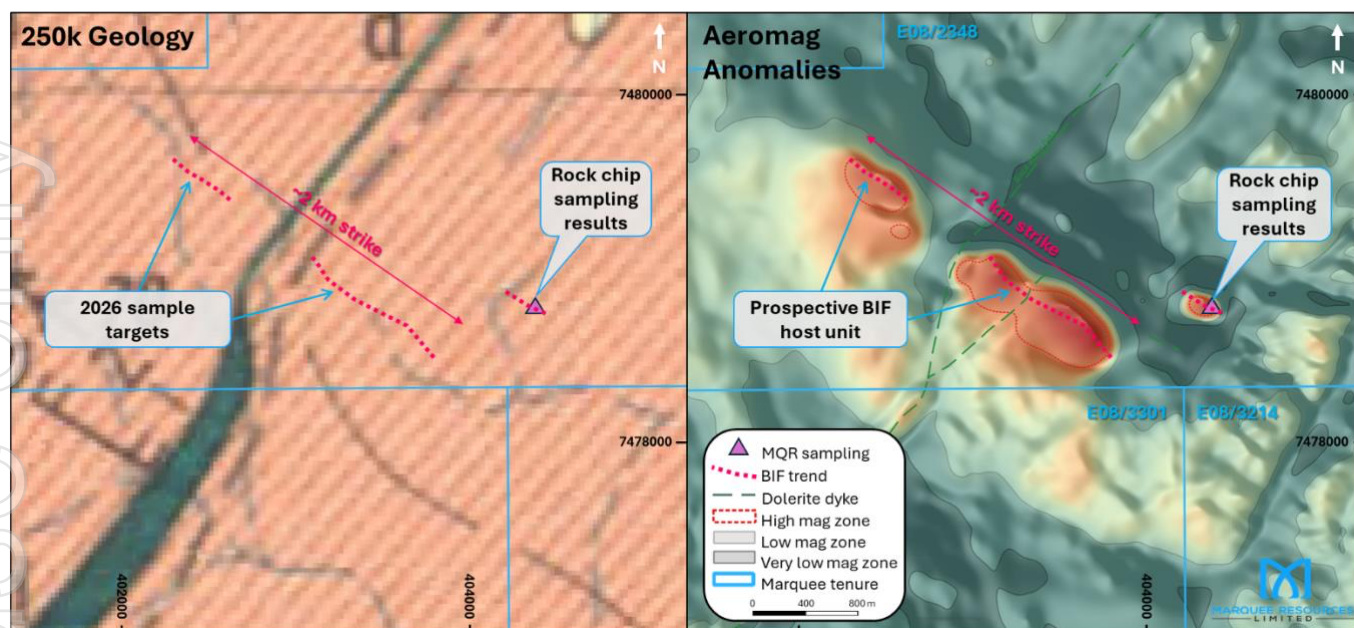 250k Geology
N
7480000
Rock chip
sampling
results
~2 km strike
2026 sample
targets
7478000
402000
404000
Aeromag
Anomalies
E08/2348
N
7480000
Rock chip
sampling
results
~2 km strike
Prospective BIF
host unit
E08/3301
E08/3214
7478000
MQR sampling
BIF trend
Dolerite dyke
High mag zone
Low mag zone
Very low mag zone
Marquee tenure
0 400 800 m
404000
MARQUEE RESOURCES
LIMITED